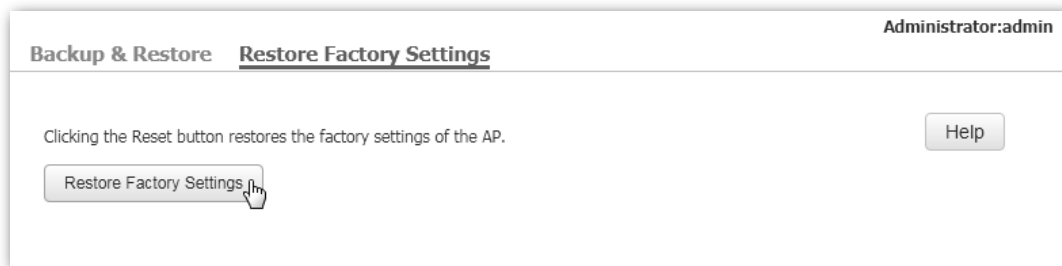 Administrator:admin
Backup & Restore Restore Factory Settings
Clicking the Reset button restores the factory settings of the AP.
Help
Restore Factory Settings